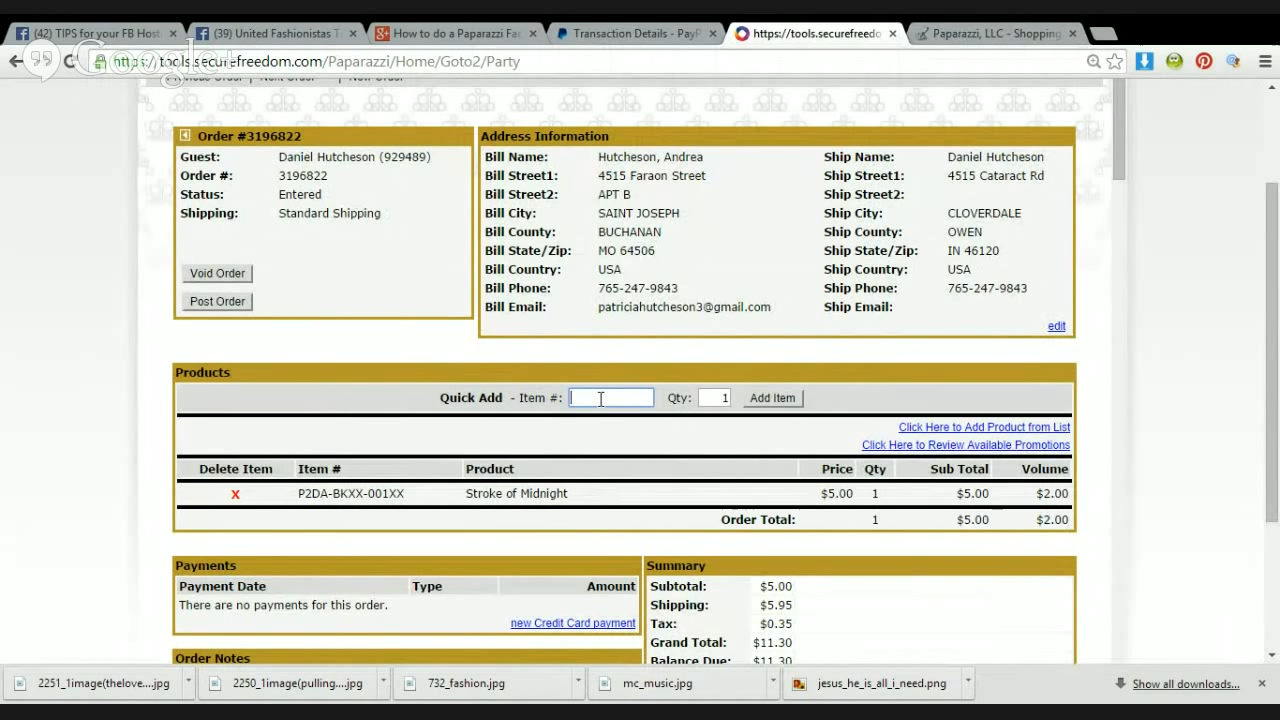 (42) TIPS for your FB Host
(39) United Fashionistas T
How to do a Paparazzi Fac
Transaction Details - PayP
https://tools.securefreedo
Paparazzi, LLC - Shopping
Google+
https://tools.securefreedom.com/Paparazzi/Home/Goto2/Party
Order #3196822
Guest: Daniel Hutcheson (929489)
Order #: 3196822
Status: Entered
Shipping: Standard Shipping
Void Order
Post Order
Address Information
Bill Name: Hutcheson, Andrea Ship Name: Daniel Hutcheson
Bill Street1: 4515 Faraon Street Ship Street1: 4515 Cataract Rd
Bill Street2: APT B Ship Street2:
Bill City: SAINT JOSEPH Ship City: CLOVERDALE
Bill County: BUCHANAN Ship County: OWEN
Bill State/Zip: MO 64506 Ship State/Zip: IN 46120
Bill Country: USA Ship Country: USA
Bill Phone: 765-247-9843 Ship Phone: 765-247-9843
Bill Email: patriciahutcheson3@gmail.com Ship Email:
edit
Products
Quick Add - Item #: Qty: 1 Add Item
Click Here to Add Product from List
Click Here to Review Available Promotions
Delete Item Item # Product Price Qty Sub Total Volume
X P2DA-BKXX-001XX Stroke of Midnight $5.00 1 $5.00 $2.00
Order Total: 1 $5.00 $2.00
Payments
Payment Date Type Amount
There are no payments for this order.
new Credit Card payment
Order Notes
Summary
Subtotal: $5.00
Shipping: $5.95
Tax: $0.35
Grand Total: $11.30
Balance Due: $11.30
2251_1image(thelove....jpg
2250_1image(pulling....jpg
732_fashion.jpg
mc_music.jpg
jesus_he_is_all_i_need.png
Show all downloads...